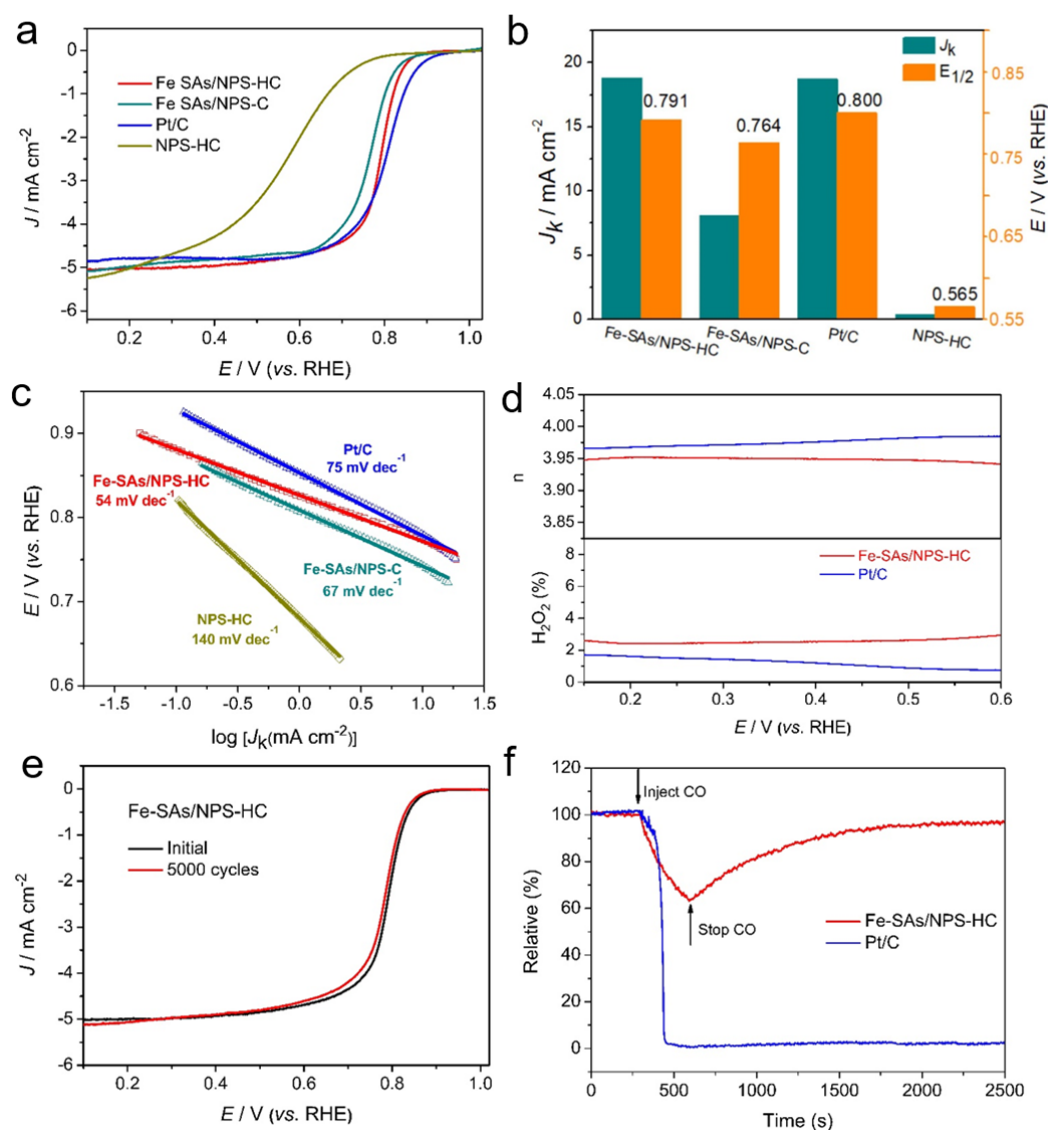 a
0
-1
-2
-3
-4
-5
-6
J / mA cm⁻²
Fe SAs/NPS-HC
Fe SAs/NPS-C
Pt/C
NPS-HC
0.2
0.4
0.6
0.8
1.0
E / V (vs. RHE)
b
20
15
10
5
0
Jk / mA cm⁻²
Jk
E1/2
0.791
0.764
0.800
0.565
0.85
0.75
0.65
0.55
E / V (vs. RHE)
Fe-SAs/NPS-HC
Fe-SAs/NPS-C
Pt/C
NPS-HC
c
0.9
0.8
0.7
0.6
E / V (vs. RHE)
Pt/C
75 mV dec⁻¹
Fe-SAs/NPS-HC
54 mV dec⁻¹
Fe-SAs/NPS-C
67 mV dec⁻¹
NPS-HC
140 mV dec⁻¹
-1.5
-1.0
-0.5
0.0
0.5
1.0
1.5
log [Jk(mA cm⁻²)]
d
4.05
4.00
3.95
3.90
3.85
n
8
6
4
2
0
H₂O₂ (%)
Fe-SAs/NPS-HC
Pt/C
0.2
0.3
0.4
0.5
0.6
E / V (vs. RHE)
e
0
-1
-2
-3
-4
-5
-6
J / mA cm⁻²
Fe-SAs/NPS-HC
Initial
5000 cycles
0.2
0.4
0.6
0.8
1.0
E / V (vs. RHE)
f
120
100
80
60
40
20
0
Relative (%)
Inject CO
Stop CO
Fe-SAs/NPS-HC
Pt/C
0
500
1000
1500
2000
2500
Time (s)